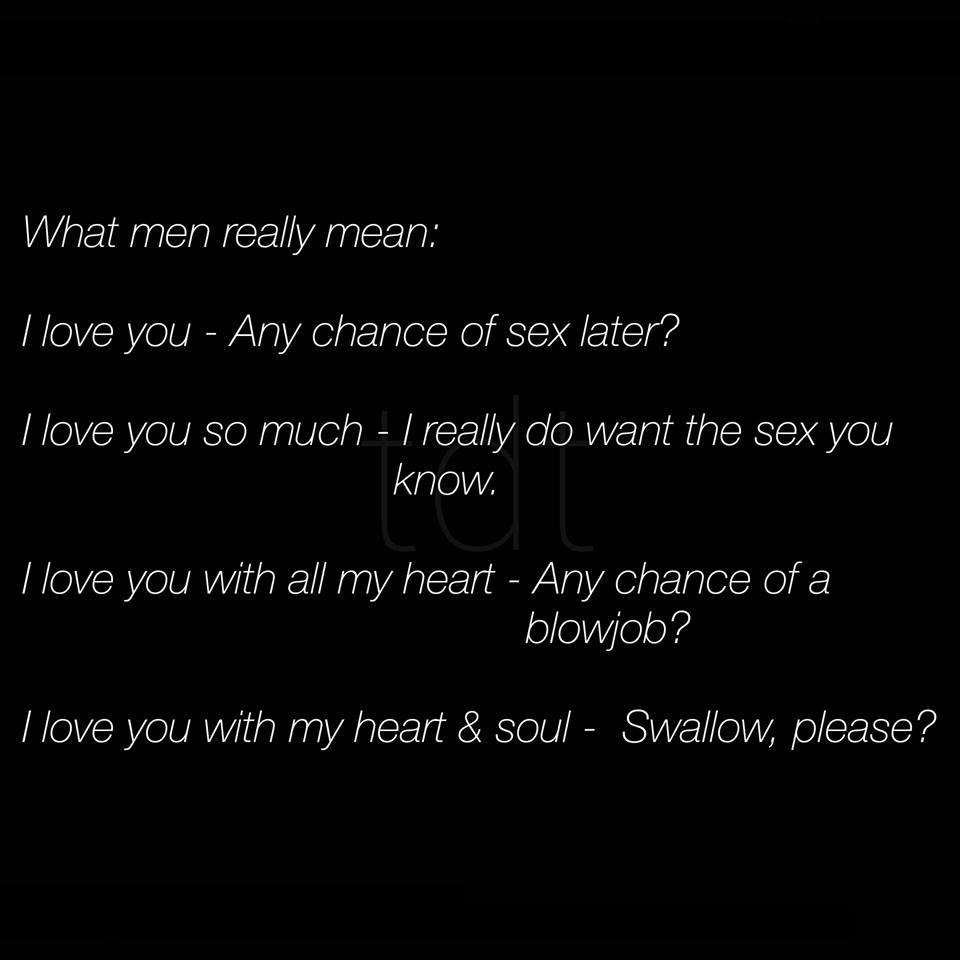 What men really mean:
I love you - Any chance of sex later?
I love you so much - I really do want the sex you
know.
tdt
I love you with all my heart - Any chance of a
blowjob?
I love you with my heart & soul -  Swallow, please?